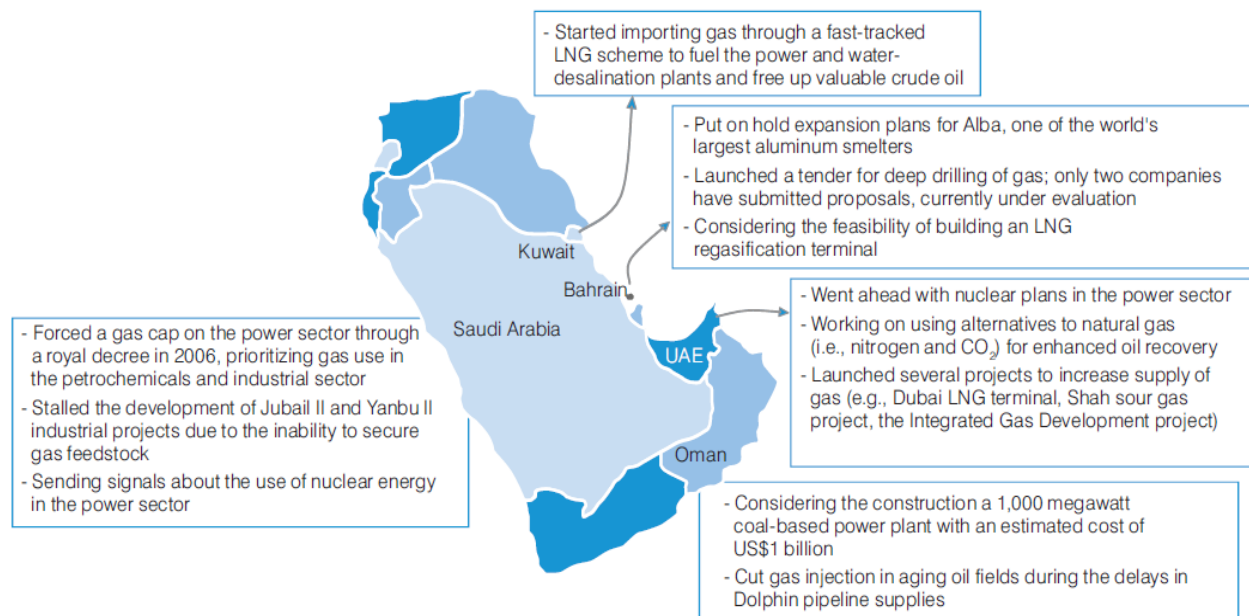 - Started importing gas through a fast-tracked
LNG scheme to fuel the power and water-
desalination plants and free up valuable crude oil
- Put on hold expansion plans for Alba, one of the world's
largest aluminum smelters
- Launched a tender for deep drilling of gas; only two companies
have submitted proposals, currently under evaluation
- Considering the feasibility of building an LNG
regasification terminal
Kuwait
Bahrain
Saudi Arabia
UAE
Oman
- Went ahead with nuclear plans in the power sector
- Working on using alternatives to natural gas
(i.e., nitrogen and CO₂) for enhanced oil recovery
- Launched several projects to increase supply of
gas (e.g., Dubai LNG terminal, Shah sour gas
project, the Integrated Gas Development project)
- Forced a gas cap on the power sector through
a royal decree in 2006, prioritizing gas use in
the petrochemicals and industrial sector
- Stalled the development of Jubail II and Yanbu II
industrial projects due to the inability to secure
gas feedstock
- Sending signals about the use of nuclear energy
in the power sector
- Considering the construction a 1,000 megawatt
coal-based power plant with an estimated cost of
US$1 billion
- Cut gas injection in aging oil fields during the delays in
Dolphin pipeline supplies